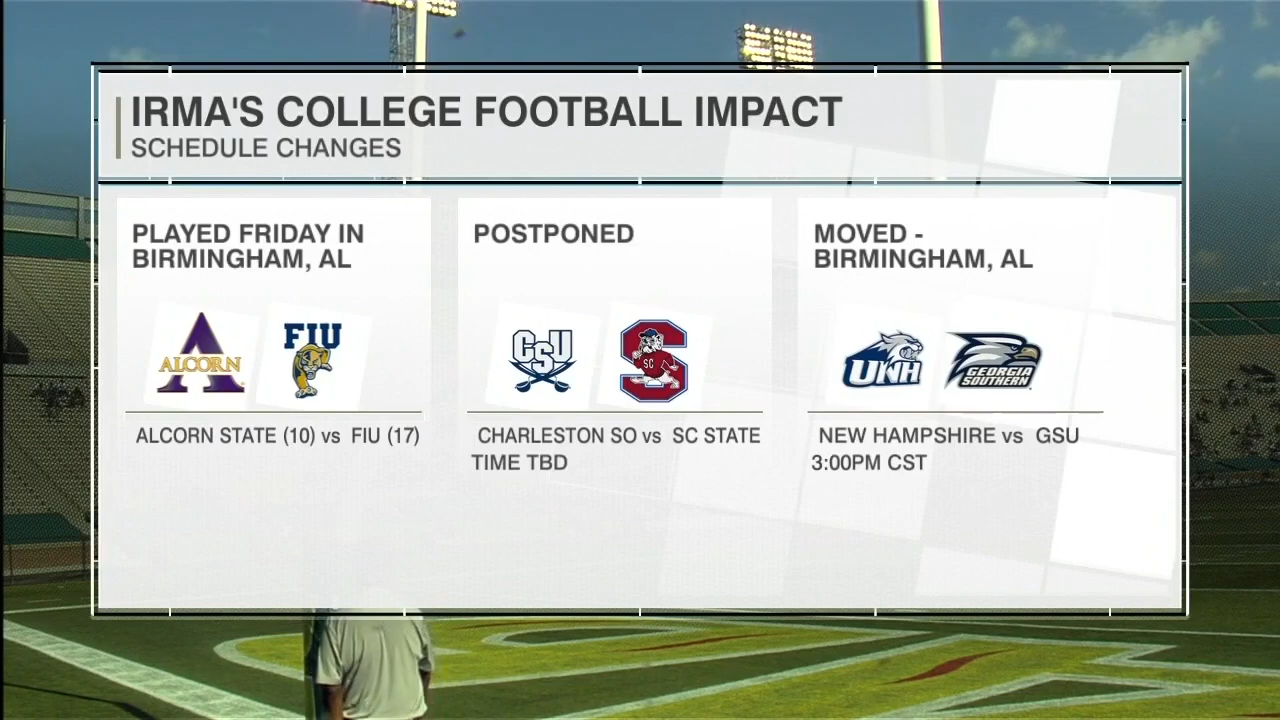 IRMA'S COLLEGE FOOTBALL IMPACT
SCHEDULE CHANGES
PLAYED FRIDAY IN
BIRMINGHAM, AL
ALCORN
FIU
ALCORN STATE (10) vs FIU (17)
POSTPONED
CSU
S
SC
CHARLESTON SO vs SC STATE
TIME TBD
MOVED -
BIRMINGHAM, AL
UNH
GEORGIA
SOUTHERN
NEW HAMPSHIRE vs GSU
3:00PM CST